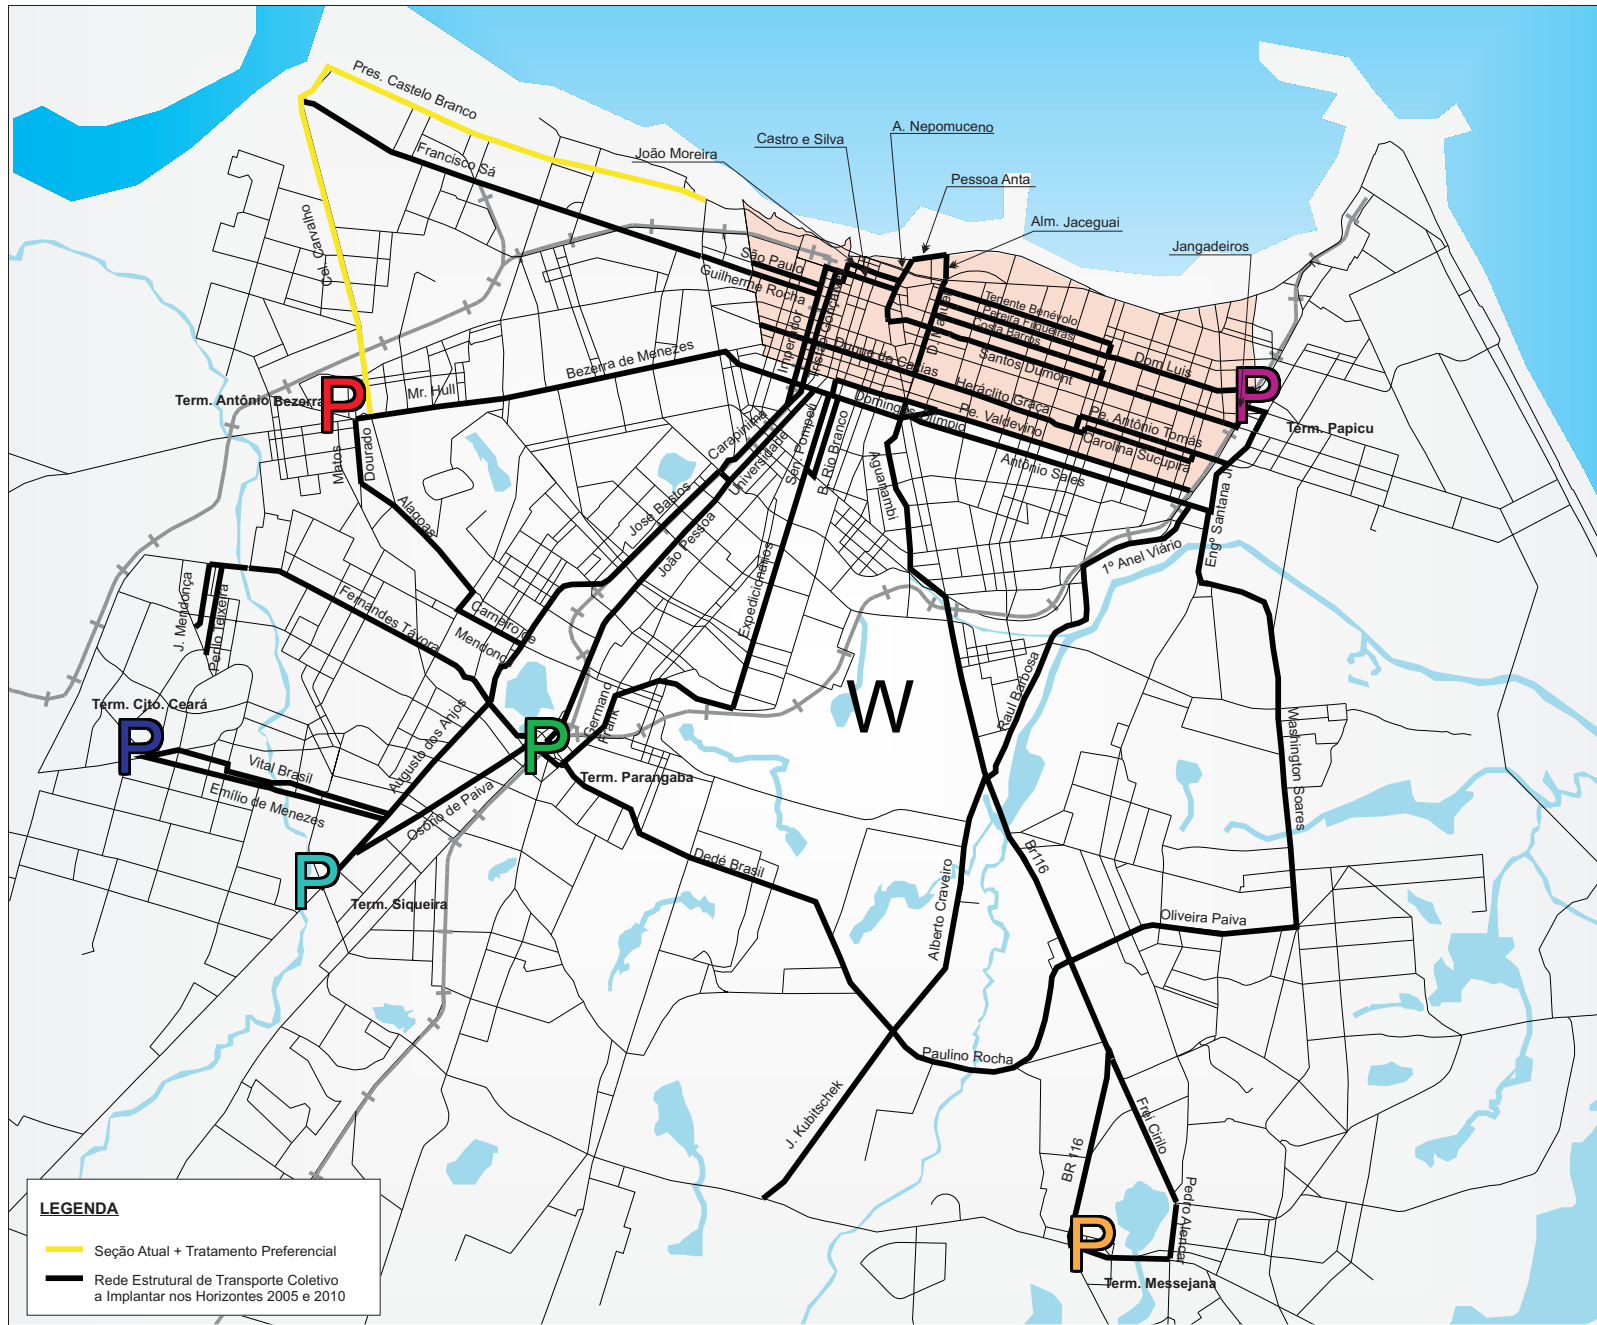 Pres. Castelo Branco
Francisco Sá
Cel. Carvalho
João Moreira
Castro e Silva
A. Nepomuceno
Pessoa Anta
Alm. Jaceguai
Jangadeiros
São Paulo
Guilherme Rocha
Imperador
Tristão Gonçalves
Duque de Caxias
D. Manuel
Tenente Benévolo
Pereira Filgueiras
Costa Barros
Santos Dumont
Dom Luis
Heráclito Graça
Pe. Valdevino
Pe. Antônio Tomás
Carolina Sucupira
Antônio Sales
Domingos Olímpio
Term. Papicu
P
Engº Santana Jr
1º Anel Viário
Bezerra de Menezes
Mr. Hull
P
Term. Antônio Bezerra
Matos
Dourado
Alagoas
Carapinima
Universidade
Sen. Pompeu
B. Rio Branco
Aguanambi
José Bastos
João Pessoa
Expedicionários
J. Mendonça
Perilo Teixeira
Fernandes Távora
Carneiro de
Mendonça
Germano
Frank
W
Raul Barbosa
Washington Soares
Term. Cjto. Ceará
P
Vital Brasil
Emílio de Menezes
Augusto dos Anjos
Osório de Paiva
P
Term. Parangaba
P
Term. Siqueira
Dedé Brasil
Alberto Craveiro
Br116
Oliveira Paiva
Paulino Rocha
J. Kubitschek
Frei Cirilo
BR 116
Pedro Alencar
P
Term. Messejana
LEGENDA
Seção Atual + Tratamento Preferencial
Rede Estrutural de Transporte Coletivo
a Implantar nos Horizontes 2005 e 2010